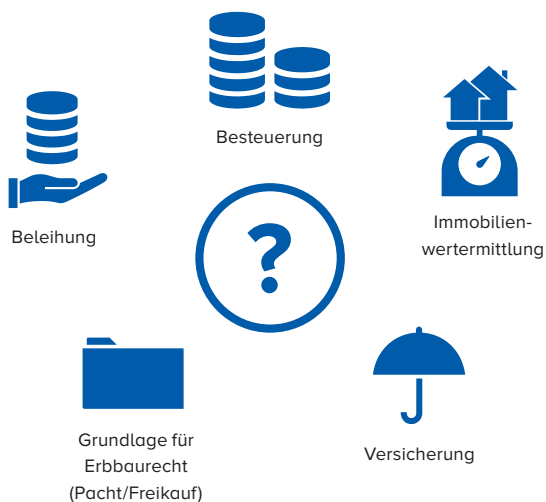 Besteuerung
Beleihung
Immobilien-
wertermittlung
?
Grundlage für
Erbbaurecht
(Pacht/Freikauf)
Versicherung